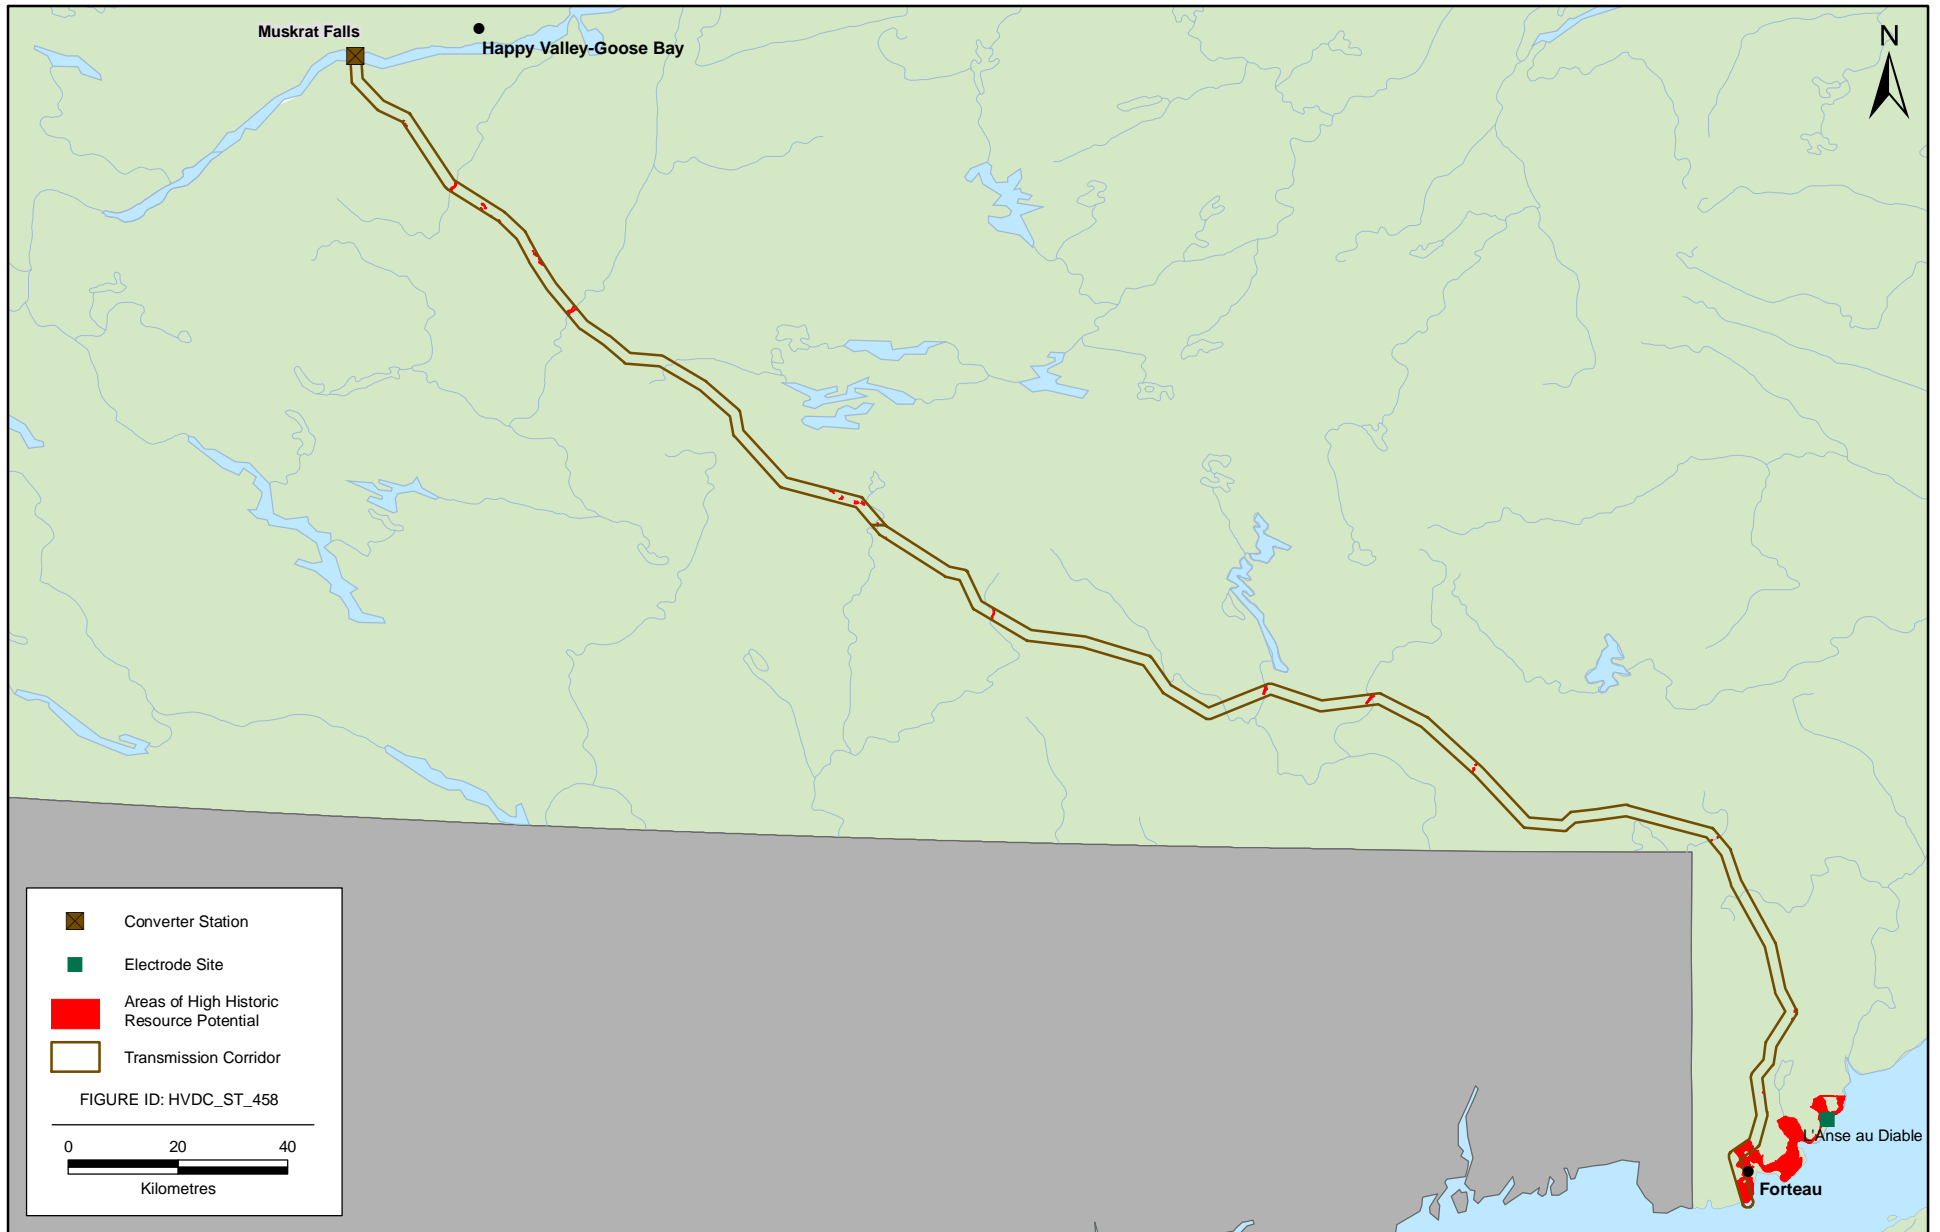 Muskrat Falls
Happy Valley-Goose Bay
N
Converter Station
Electrode Site
Areas of High Historic
Resource Potential
Transmission Corridor
FIGURE ID: HVDC_ST_458
0 20 40
Kilometres
L'Anse au Diable
Forteau